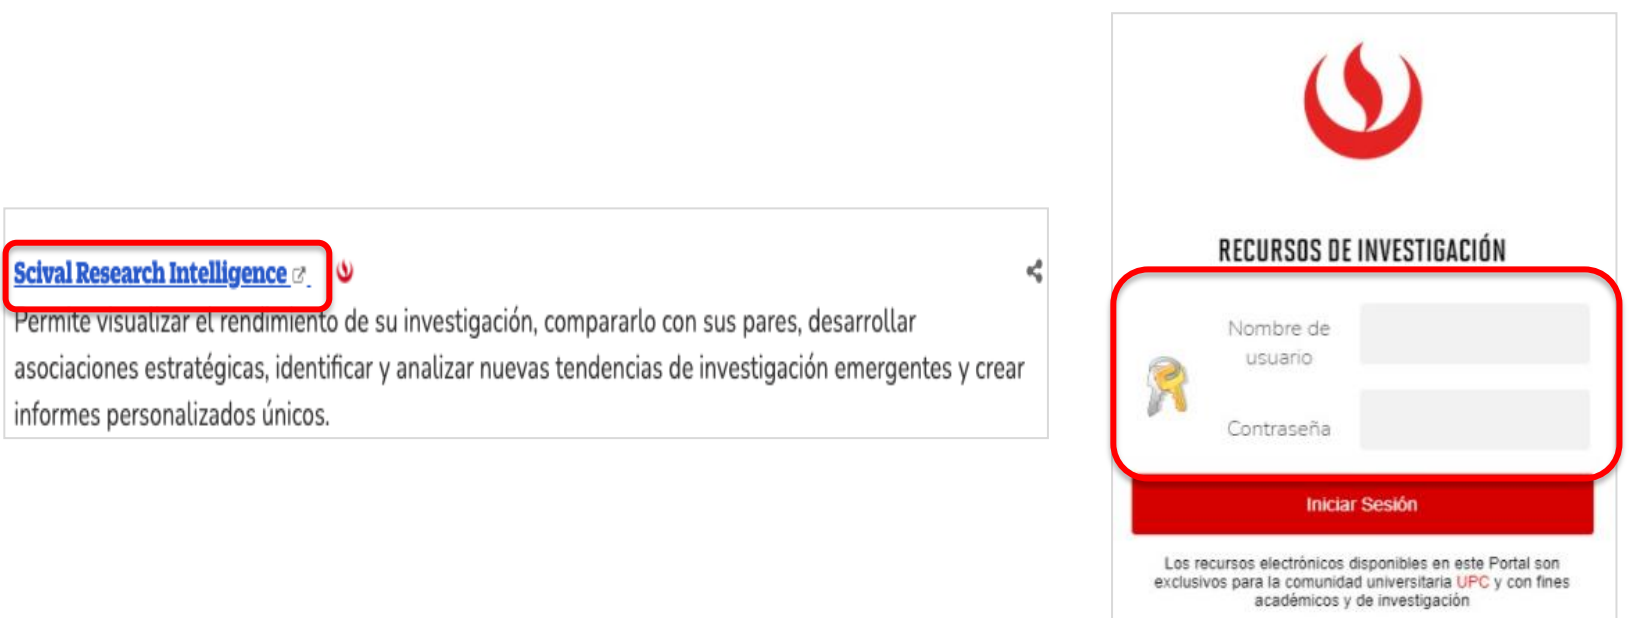 Scival Research Intelligence
Permite visualizar el rendimiento de su investigación, compararlo con sus pares, desarrollar
asociaciones estratégicas, identificar y analizar nuevas tendencias de investigación emergentes y crear
informes personalizados únicos.
RECURSOS DE INVESTIGACIÓN
Nombre de
usuario
Contraseña
Iniciar Sesión
Los recursos electrónicos disponibles en este Portal son
exclusivos para la comunidad universitaria UPC y con fines
académicos y de investigación